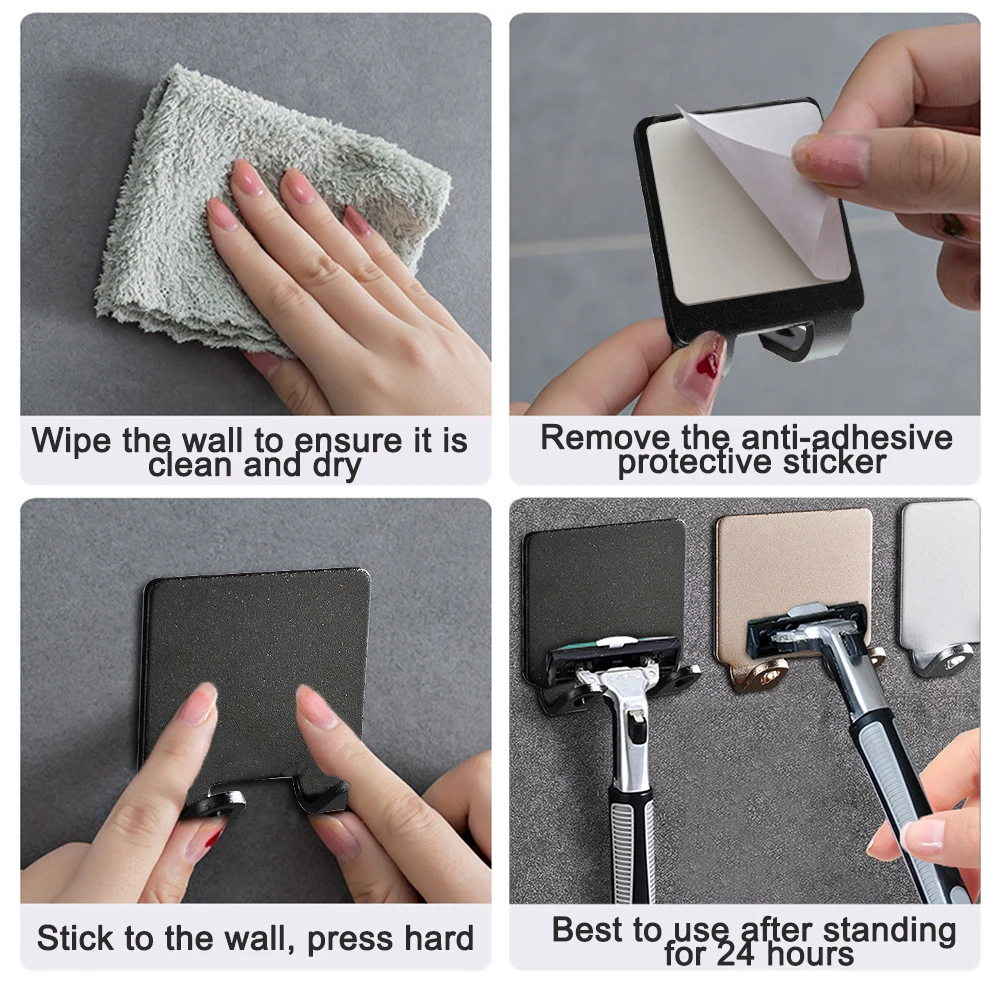 Wipe the wall to ensure it is
clean and dry
Remove the anti-adhesive
protective sticker
Stick to the wall, press hard
Best to use after standing
for 24 hours